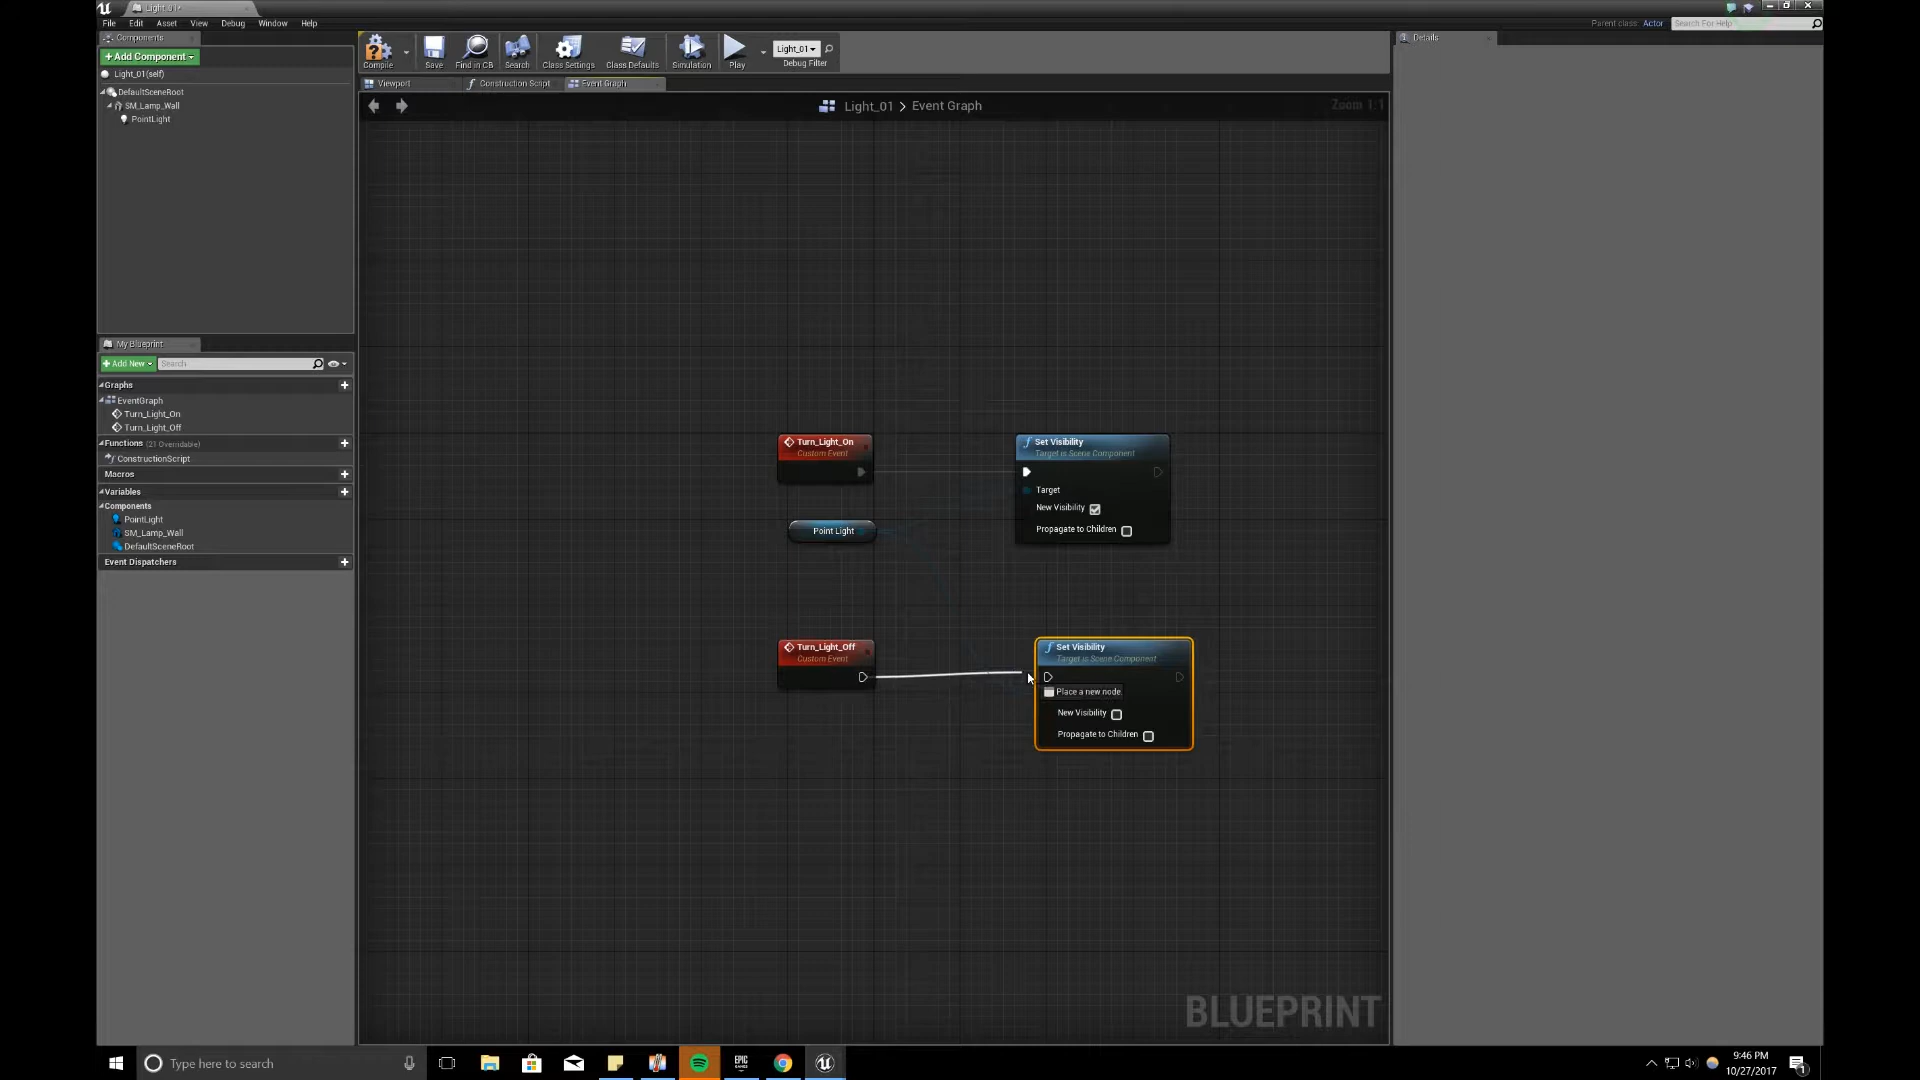 Light_01*
File Edit Asset View Debug Window Help
Parent class: Actor Search For Help
Components
+Add Component
Light_01(self)
DefaultSceneRoot
SM_Lamp_Wall
PointLight
Compile Save Find in CB Search Class Settings Class Defaults Simulation Play
Light_01
Debug Filter
Details
Viewport Construction Script Event Graph
Light_01 > Event Graph
Zoom 1:1
My Blueprint
+Add New Search
Graphs
EventGraph
Turn_Light_On
Turn_Light_Off
Functions (21 Overridable)
ConstructionScript
Macros
Variables
Components
PointLight
SM_Lamp_Wall
DefaultSceneRoot
Event Dispatchers
Turn_Light_On
Custom Event
Point Light
Set Visibility
Target is Scene Component
Target
New Visibility
Propagate to Children
Turn_Light_Off
Custom Event
Set Visibility
Target is Scene Component
Place a new node.
New Visibility
Propagate to Children
BLUEPRINT
Type here to search
EPIC
GAMES
9:46 PM
10/27/2017
1